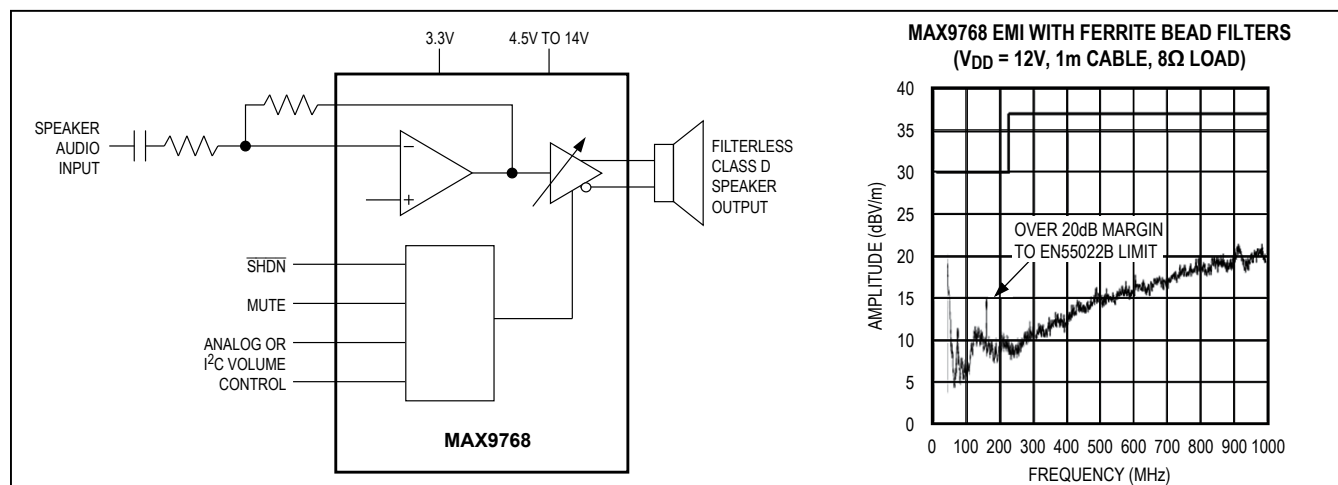 3.3V
4.5V TO 14V
SPEAKER
AUDIO
INPUT
−
+
FILTERLESS
CLASS D
SPEAKER
OUTPUT
SHDN
MUTE
ANALOG OR
I²C VOLUME
CONTROL
MAX9768
MAX9768 EMI WITH FERRITE BEAD FILTERS
(VDD = 12V, 1m CABLE, 8Ω LOAD)
AMPLITUDE (dBV/m)
40
35
30
25
20
15
10
5
0
OVER 20dB MARGIN
TO EN55022B LIMIT
0 100 200 300 400 500 600 700 800 900 1000
FREQUENCY (MHz)